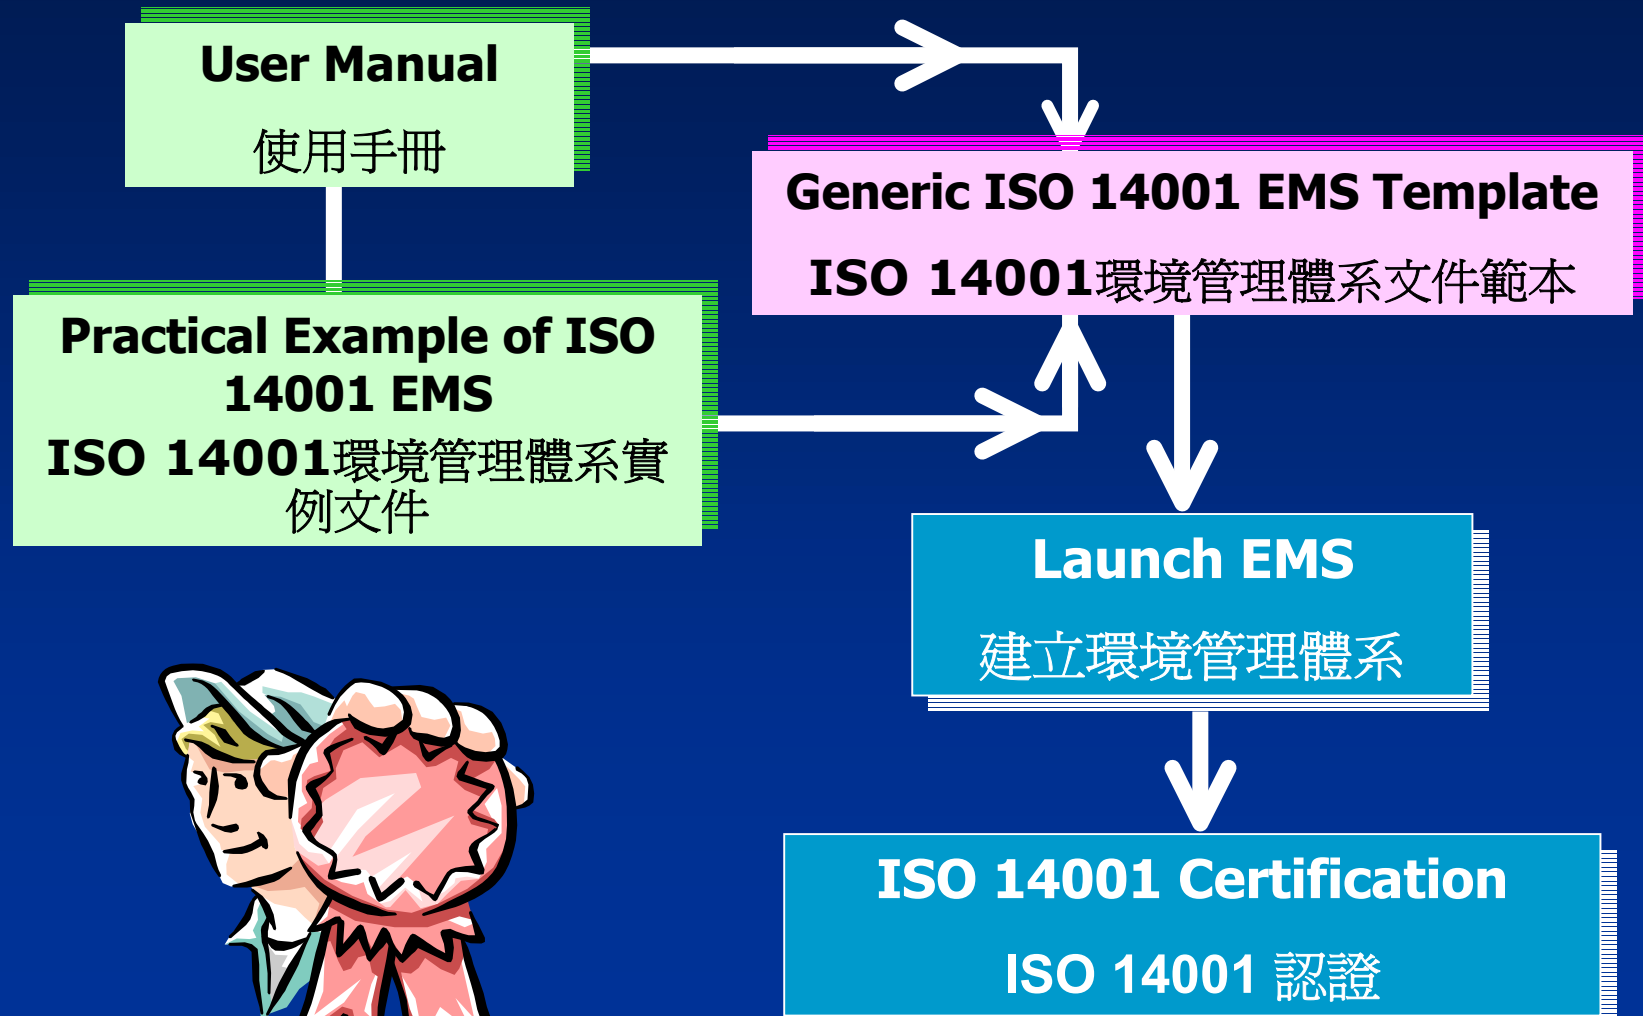 User Manual
使用手冊
Generic ISO 14001 EMS Template
ISO 14001環境管理體系文件範本
Practical Example of ISO
14001 EMS
ISO 14001環境管理體系實
例文件
Launch EMS
建立環境管理體系
ISO 14001 Certification
ISO 14001 認證